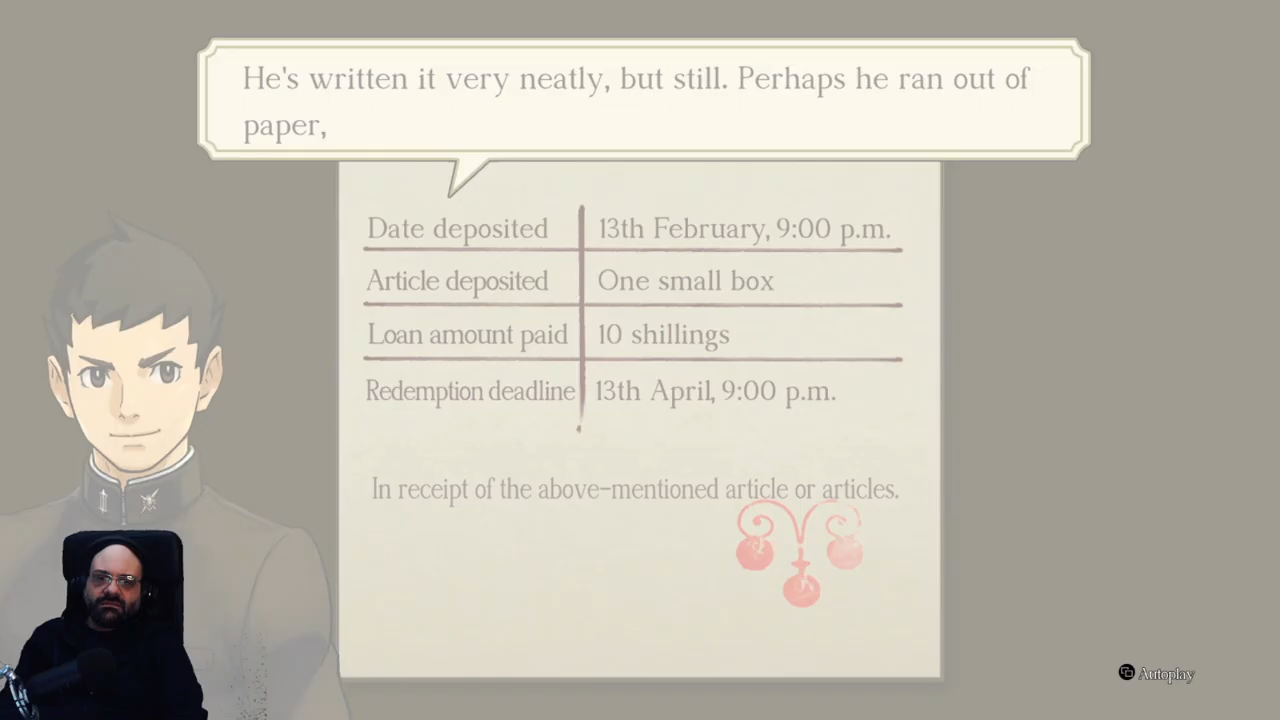 He's written it very neatly, but still. Perhaps he ran out of
paper,
Date deposited 13th February, 9:00 p.m.
Article deposited One small box
Loan amount paid 10 shillings
Redemption deadline 13th April, 9:00 p.m.
In receipt of the above-mentioned article or articles.
Autoplay